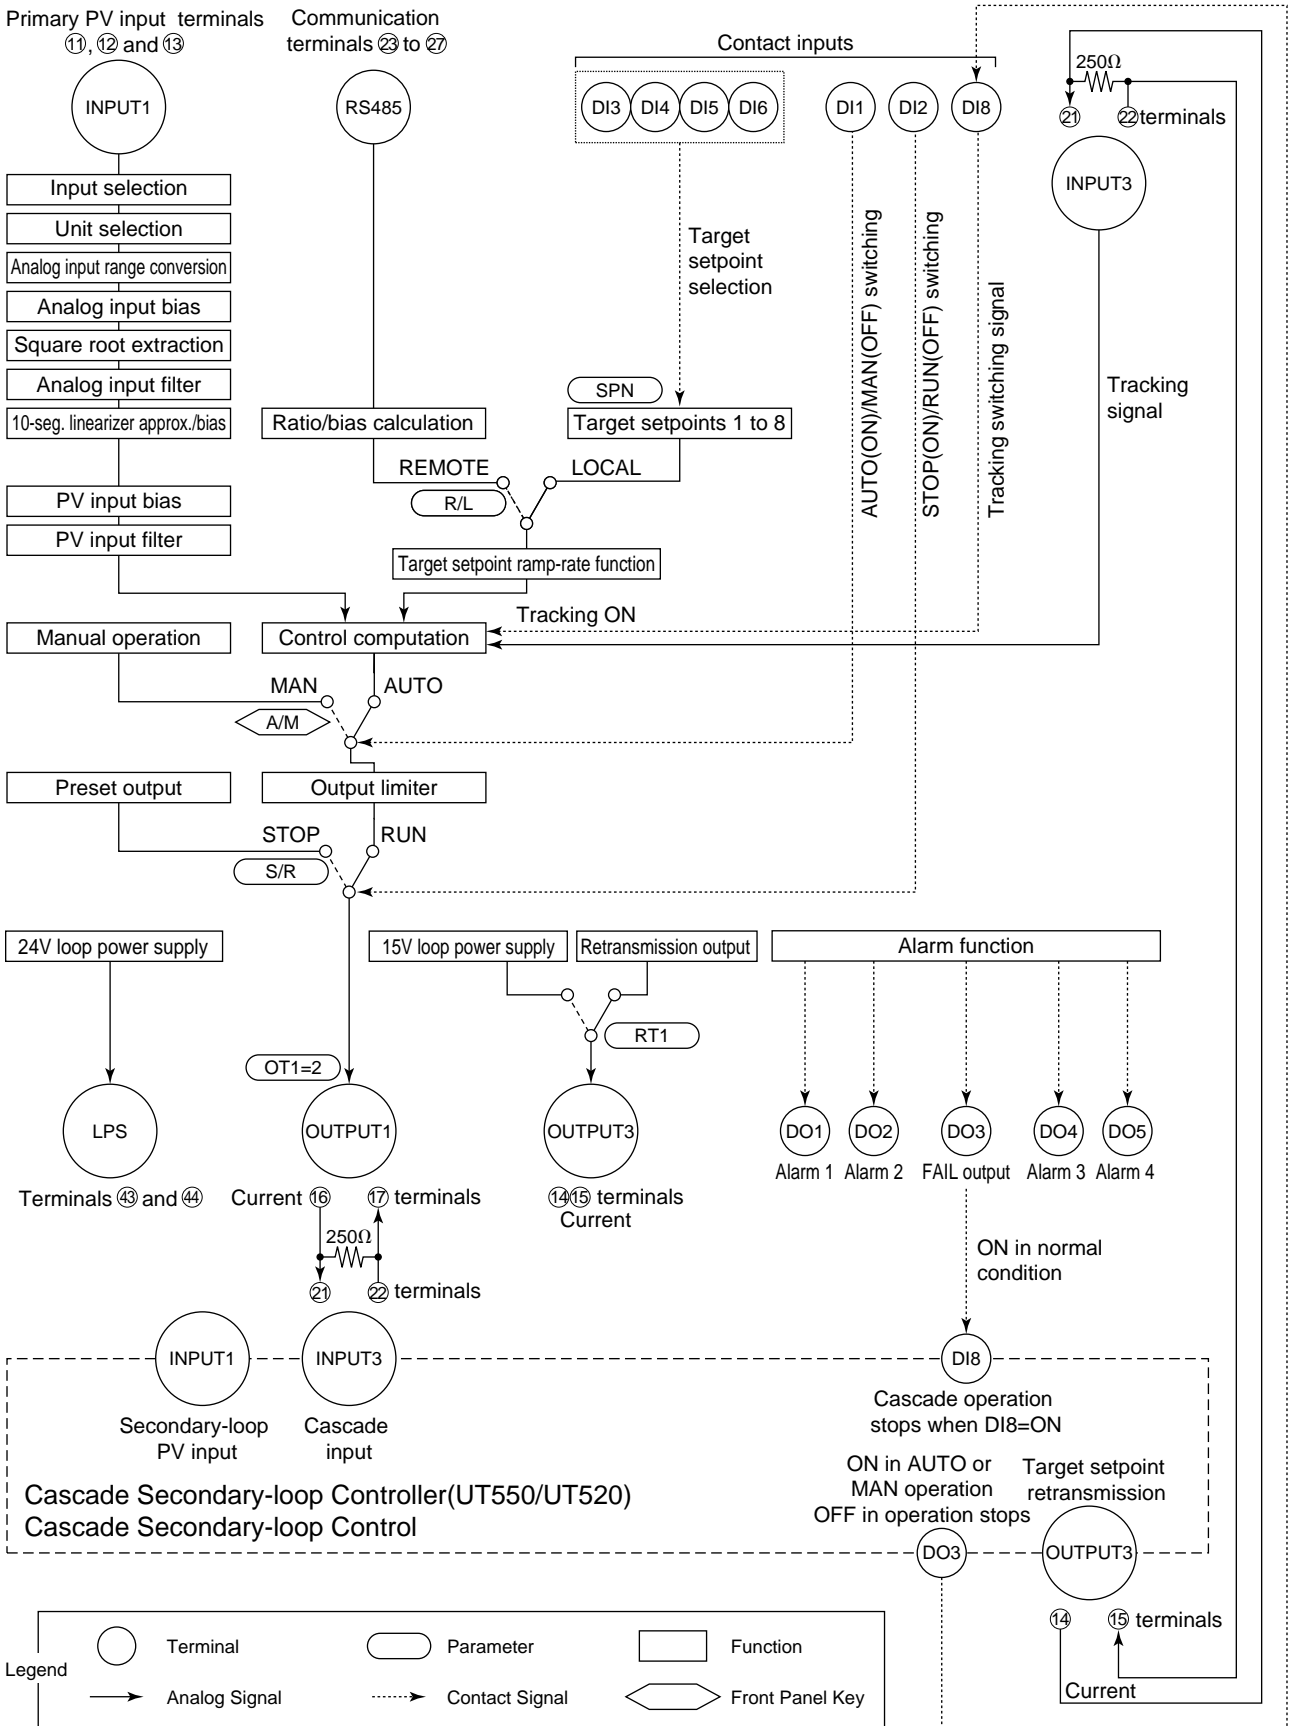 Primary PV input terminals
⑪, ⑫ and ⑬
Communication
terminals ㉓ to ㉗
Contact inputs
250Ω
INPUT1
RS485
DI3
DI4
DI5
DI6
DI1
DI2
DI8
㉑
㉒terminals
INPUT3
Input selection
Unit selection
Analog input range conversion
Analog input bias
Square root extraction
Analog input filter
10-seg. linearizer approx./bias
PV input bias
PV input filter
Target
setpoint
selection
AUTO(ON)/MAN(OFF) switching
STOP(ON)/RUN(OFF) switching
Tracking switching signal
Tracking
signal
SPN
Ratio/bias calculation
Target setpoints 1 to 8
REMOTE
LOCAL
R/L
Target setpoint ramp-rate function
Tracking ON
Manual operation
Control computation
MAN
AUTO
A/M
Preset output
Output limiter
STOP
RUN
S/R
24V loop power supply
15V loop power supply
Retransmission output
Alarm function
RT1
OT1=2
LPS
OUTPUT1
OUTPUT3
DO1
DO2
DO3
DO4
DO5
Alarm 1
Alarm 2
FAIL output
Alarm 3
Alarm 4
Terminals ㊸ and ㊹
Current ⑯
⑰ terminals
⑭⑮ terminals
Current
250Ω
㉑
㉒ terminals
ON in normal
condition
INPUT1
INPUT3
DI8
Secondary-loop
PV input
Cascade
input
Cascade operation
stops when DI8=ON
ON in AUTO or
MAN operation
OFF in operation stops
Target setpoint
retransmission
Cascade Secondary-loop Controller(UT550/UT520)
Cascade Secondary-loop Control
DO3
OUTPUT3
⑭
⑮ terminals
Current
Legend
Terminal
Parameter
Function
Analog Signal
Contact Signal
Front Panel Key